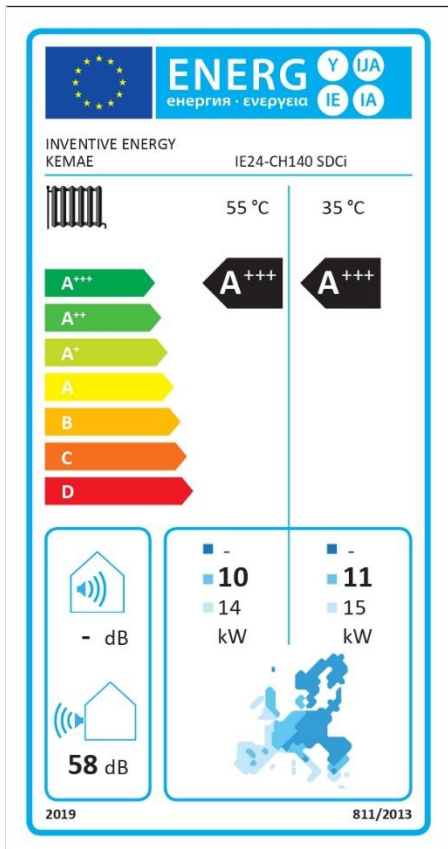 ENERG Y IJA
енергия · ενεργεια IE IA
INVENTIVE ENERGY
KEMAE IE24-CH140 SDCi
55 °C 35 °C
A+++ A+++
A+++
A++
A+
A
B
C
D
- -
10 11
14 15
kW kW
- dB
58 dB
2019 811/2013